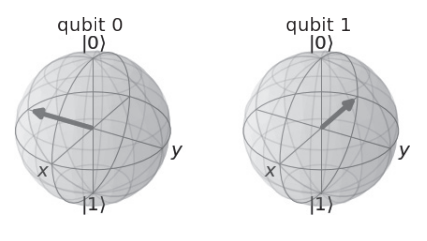 qubit 0
|0⟩
x
y
|1⟩
qubit 1
|0⟩
x
y
|1⟩